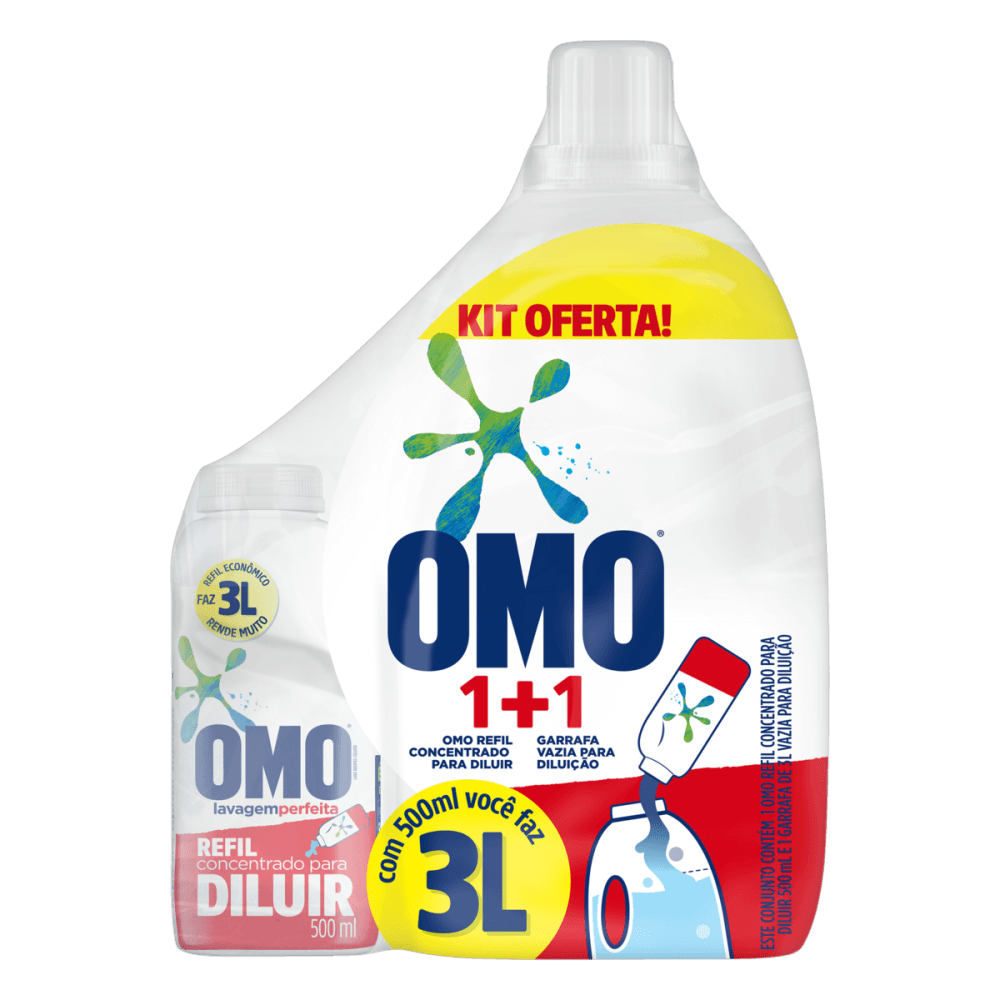 KIT OFERTA!
OMO®
1+1
OMO REFIL
CONCENTRADO
PARA DILUIR
GARRAFA
VAZIA PARA
DILUIÇÃO
com 500ml você faz
3L
ESTE CONJUNTO CONTÉM 1 OMO REFIL CONCENTRADO PARA
DILUIR 500 mL E 1 GARRAFA DE 3L VAZIA PARA DILUIÇÃO
REFIL ECONÔMICO
FAZ 3L
RENDE MUITO
OMO
lavagemperfeita
REFIL
concentrado para
DILUIR
500 ml